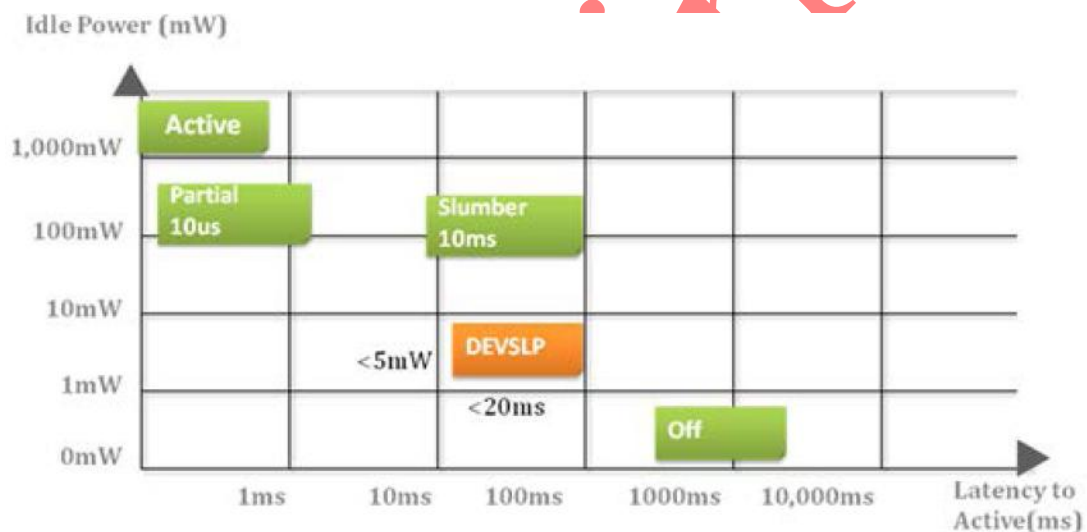 Idle Power (mW)
Active
1,000mW
Partial
10us
Slumber
10ms
100mW
10mW
DEVSLP
<5mW
1mW
<20ms
Off
0mW
1ms
10ms
100ms
1000ms
10,000ms
Latency to
Active(ms)